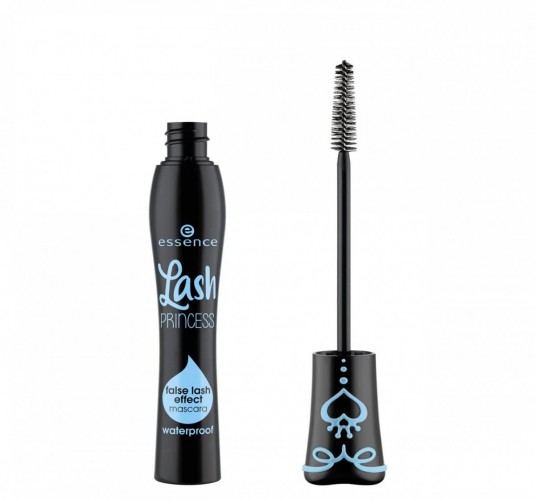 e
essence
Lash
PRINCESS
false lash
effect
mascara
waterproof